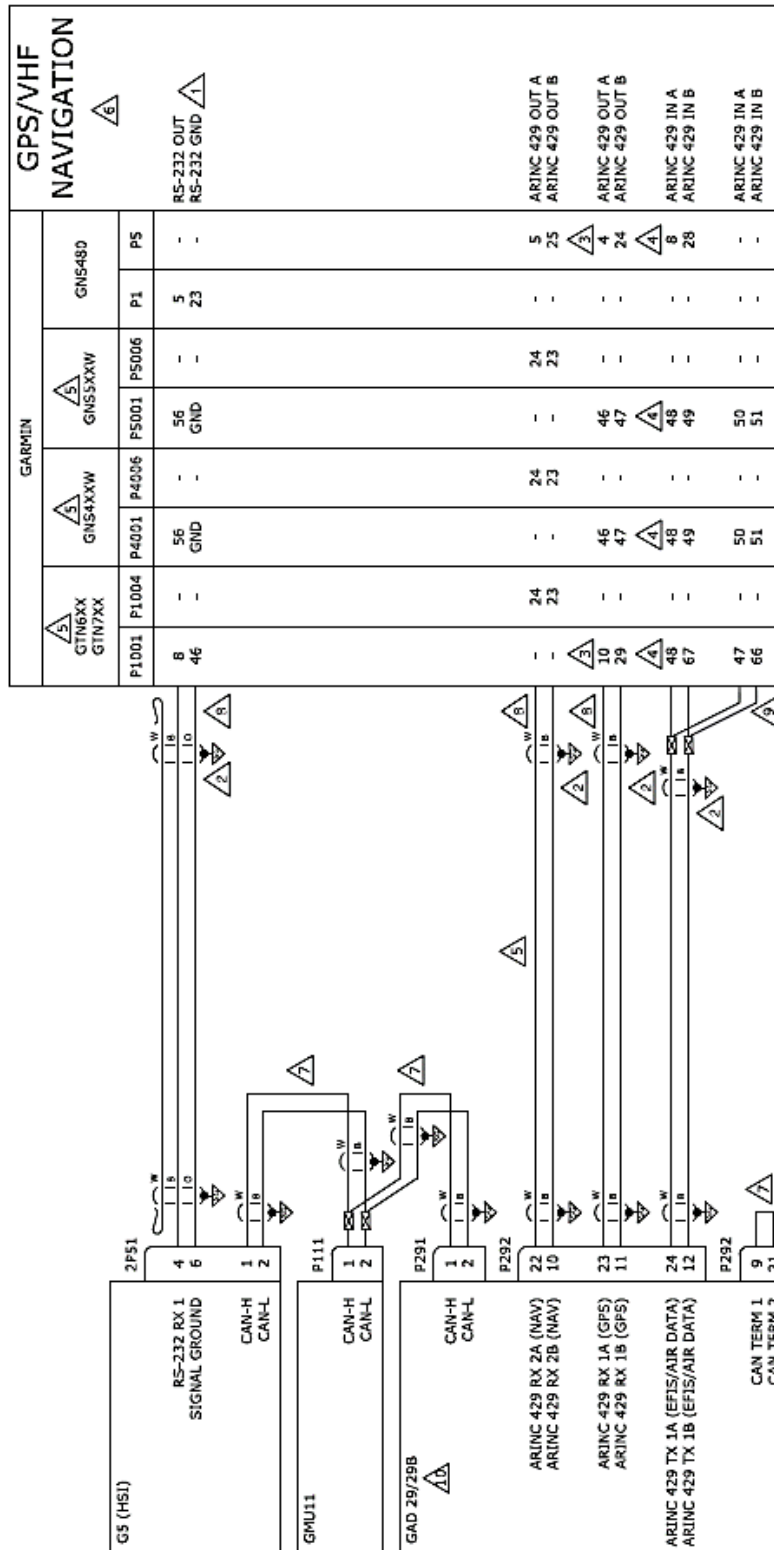 G5 (HSI)
2P51
RS-232 RX 1 4
SIGNAL GROUND 6
CAN-H 1
CAN-L 2
GMU11
P111
CAN-H 1
CAN-L 2
GAD 29/29B
10
P291
CAN-H 1
CAN-L 2
P292
ARINC 429 RX 2A (NAV) 22
ARINC 429 RX 2B (NAV) 10
ARINC 429 RX 1A (GPS) 23
ARINC 429 RX 1B (GPS) 11
ARINC 429 TX 1A (EFIS/AIR DATA) 24
ARINC 429 TX 1B (EFIS/AIR DATA) 12
P292
CAN TERM 1 9
CAN TERM 2 21
W
B
O
W
B
W
B
W
B
W
B
W
B
W
B
W
B
7
7
7
5
W
B
O
2
8
W
B
2
8
W
B
2
8
W
B
2
9
GARMIN
5
GTN6XX
GTN7XX
5
GNS4XXW
5
GNS5XXW
GNS480
GPS/VHF
NAVIGATION
6
P1001 P1004 P4001 P4006 P5001 P5006 P1 P5
8 - 56 - 56 - 5 - RS-232 OUT
46 - GND - GND - 23 - RS-232 GND 1
- 24 - 24 - 24 - 5 ARINC 429 OUT A
- 23 - 23 - 23 - 25 ARINC 429 OUT B
3 3
10 - 46 - 46 - - 4 ARINC 429 OUT A
29 - 47 - 47 - - 24 ARINC 429 OUT B
4 4 4 4
48 - 48 - 48 - - 8 ARINC 429 IN A
67 - 49 - 49 - - 28 ARINC 429 IN B
47 - 50 - 50 - - - ARINC 429 IN A
66 - 51 - 51 - - - ARINC 429 IN B